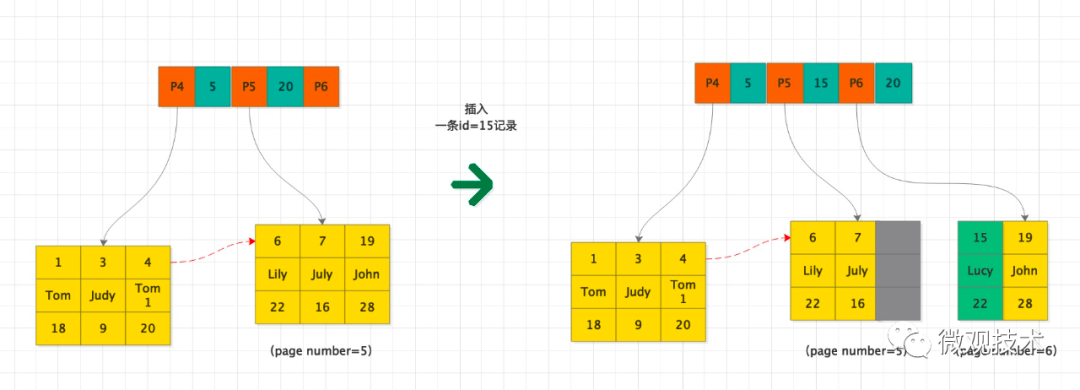 P4 5 P5 20 P6
插入
一条id=15记录
P4 5 P5 15 P6 20
1 3 4
Tom Judy Tom
1
18 9 20
6 7 19
Lily July John
22 16 28
(page number=5)
1 3 4
Tom Judy Tom
1
18 9 20
6 7
Lily July
22 16
(page number=5)
15 19
Lucy John
22 28
(page number=6)
微观技术